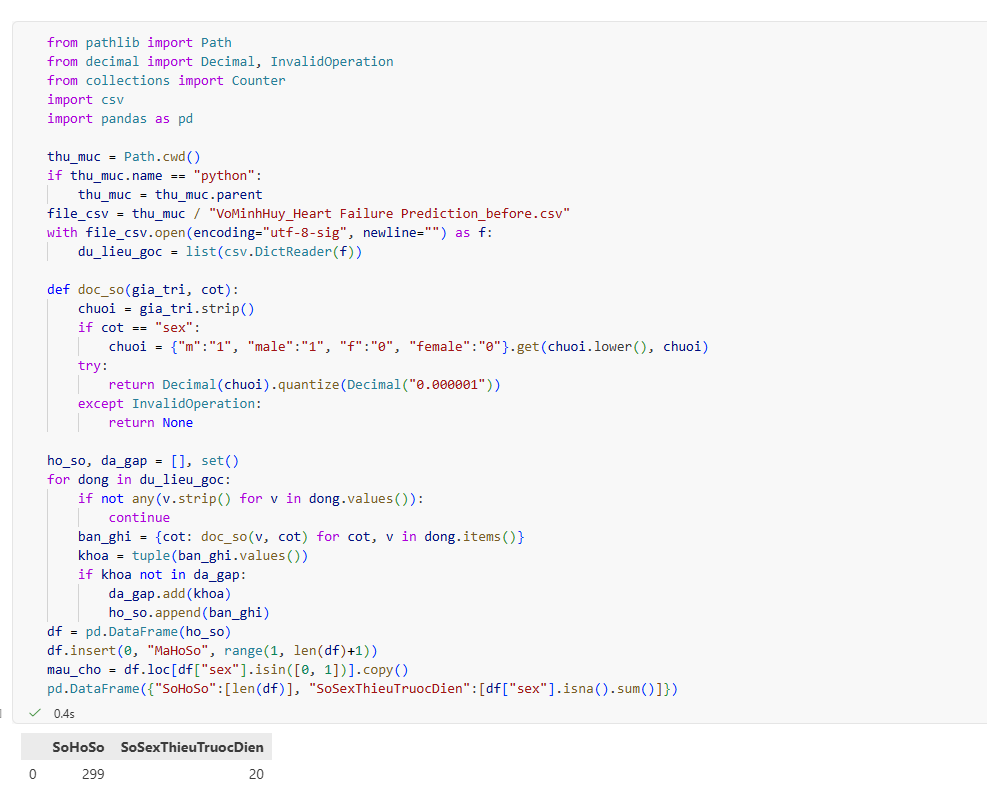 from pathlib import Path
from decimal import Decimal, InvalidOperation
from collections import Counter
import csv
import pandas as pd

thu_muc = Path.cwd()
if thu_muc.name == "python":
    thu_muc = thu_muc.parent
file_csv = thu_muc / "VoMinhHuy_Heart Failure Prediction_before.csv"
with file_csv.open(encoding="utf-8-sig", newline="") as f:
    du_lieu_goc = list(csv.DictReader(f))

def doc_so(gia_tri, cot):
    chuoi = gia_tri.strip()
    if cot == "sex":
        chuoi = {"m":"1", "male":"1", "f":"0", "female":"0"}.get(chuoi.lower(), chuoi)
    try:
        return Decimal(chuoi).quantize(Decimal("0.000001"))
    except InvalidOperation:
        return None

ho_so, da_gap = [], set()
for dong in du_lieu_goc:
    if not any(v.strip() for v in dong.values()):
        continue
    ban_ghi = {cot: doc_so(v, cot) for cot, v in dong.items()}
    khoa = tuple(ban_ghi.values())
    if khoa not in da_gap:
        da_gap.add(khoa)
        ho_so.append(ban_ghi)
df = pd.DataFrame(ho_so)
df.insert(0, "MaHoSo", range(1, len(df)+1))
mau_cho = df.loc[df["sex"].isin([0, 1])].copy()
pd.DataFrame({"SoHoSo":[len(df)], "SoSexThieuTruocDien":[df["sex"].isna().sum()]})
✓ 0.4s
SoHoSo SoSexThieuTruocDien
0 299 20